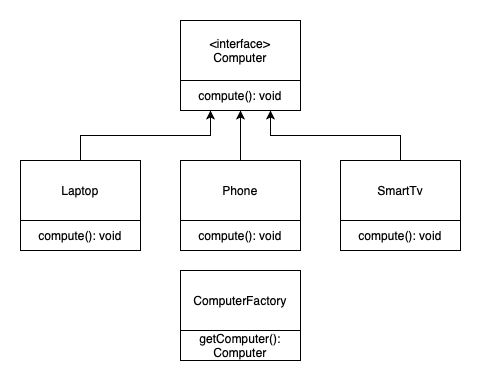 <interface>
Computer
compute(): void
Laptop
Phone
SmartTv
compute(): void
compute(): void
compute(): void
ComputerFactory
getComputer():
Computer